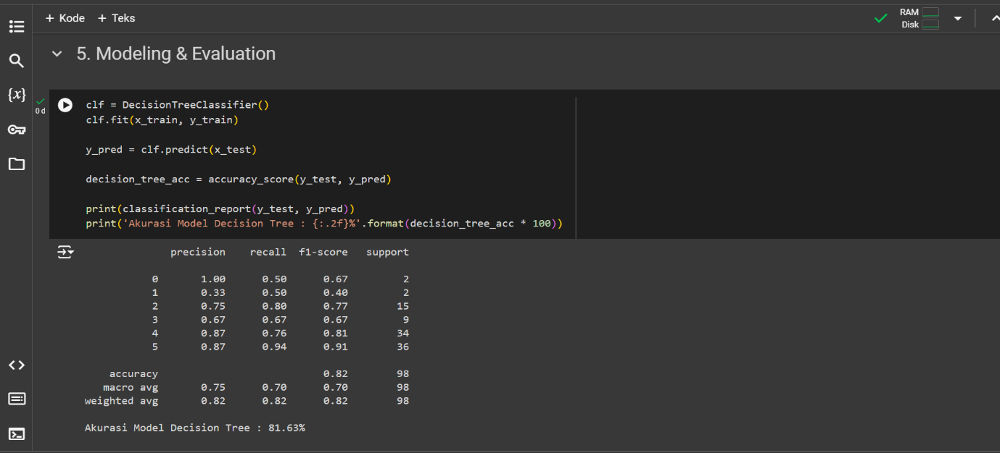 + Kode + Teks
RAM
Disk
5. Modeling & Evaluation
{x}
0 d
clf = DecisionTreeClassifier()
clf.fit(x_train, y_train)
y_pred = clf.predict(x_test)
decision_tree_acc = accuracy_score(y_test, y_pred)
print(classification_report(y_test, y_pred))
print('Akurasi Model Decision Tree : {:.2f}%'.format(decision_tree_acc * 100))
precision recall f1-score support
0 1.00 0.50 0.67 2
1 0.33 0.50 0.40 2
2 0.75 0.80 0.77 15
3 0.67 0.67 0.67 9
4 0.87 0.76 0.81 34
5 0.87 0.94 0.91 36
accuracy 0.82 98
macro avg 0.75 0.70 0.70 98
weighted avg 0.82 0.82 0.82 98
Akurasi Model Decision Tree : 81.63%